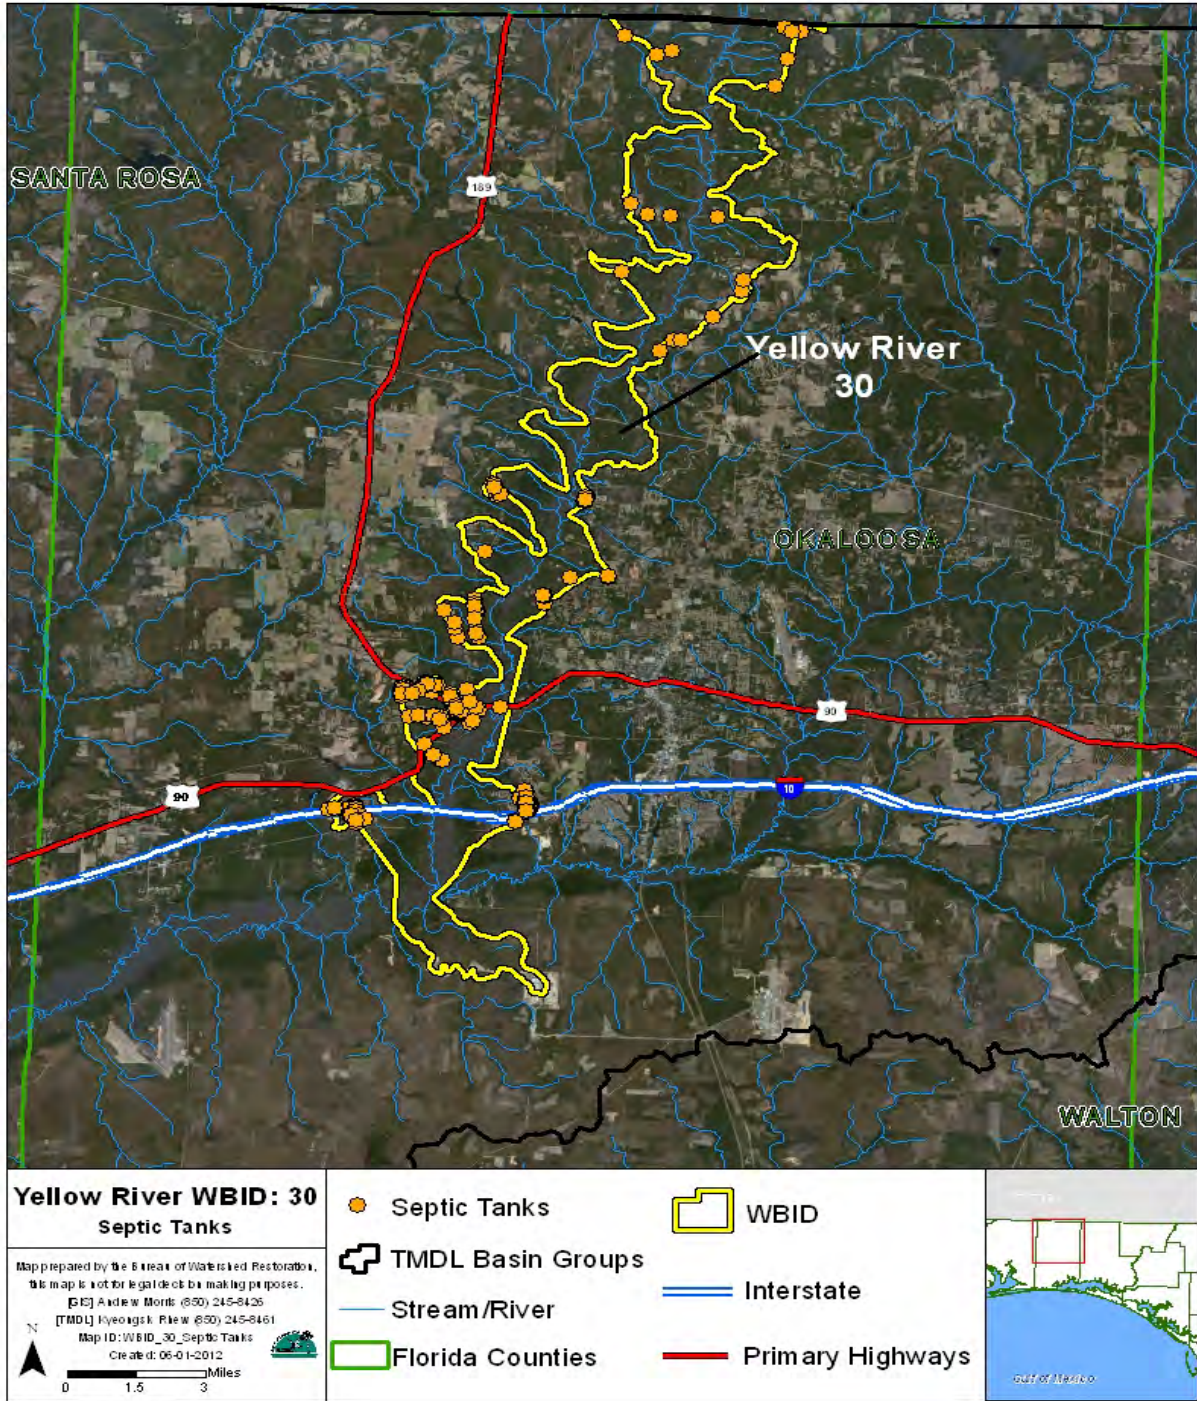 SANTA ROSA
189
Yellow River
30
OKALOOSA
90
90
10
WALTON
Yellow River WBID: 30
Septic Tanks
Map prepared by the Bureau of Watershed Restoration,
this map is not for legal decision making purposes.
[GIS] Andrew Morris (850) 245-8426
[TMDL] Kyeongsik Rhew (850) 245-8461
Map ID: WBID_30_Septic Tanks
Created: 06-01-2012
N
Miles
0 1.5 3
Septic Tanks
TMDL Basin Groups
Stream/River
Florida Counties
WBID
Interstate
Primary Highways
Gulf of Mexico